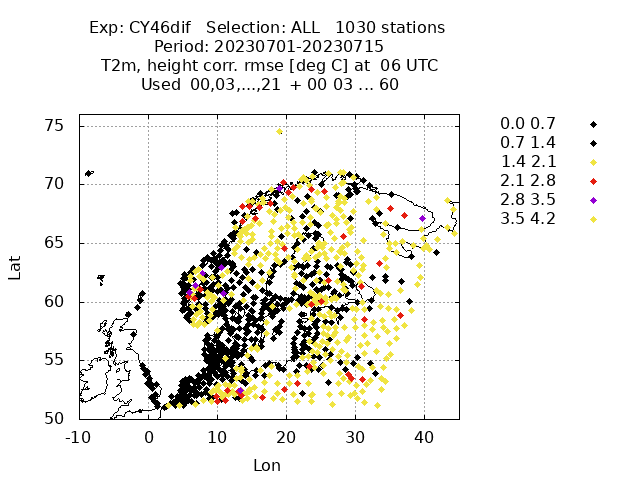 Exp: CY46dif   Selection: ALL   1030 stations
Period: 20230701-20230715
T2m, height corr. rmse [deg C] at  06 UTC
Used  00,03,...,21  + 00 03 ... 60
0.0 0.7
0.7 1.4
1.4 2.1
2.1 2.8
2.8 3.5
3.5 4.2
75
70
65
60
55
50
Lat
-10 0 10 20 30 40
Lon